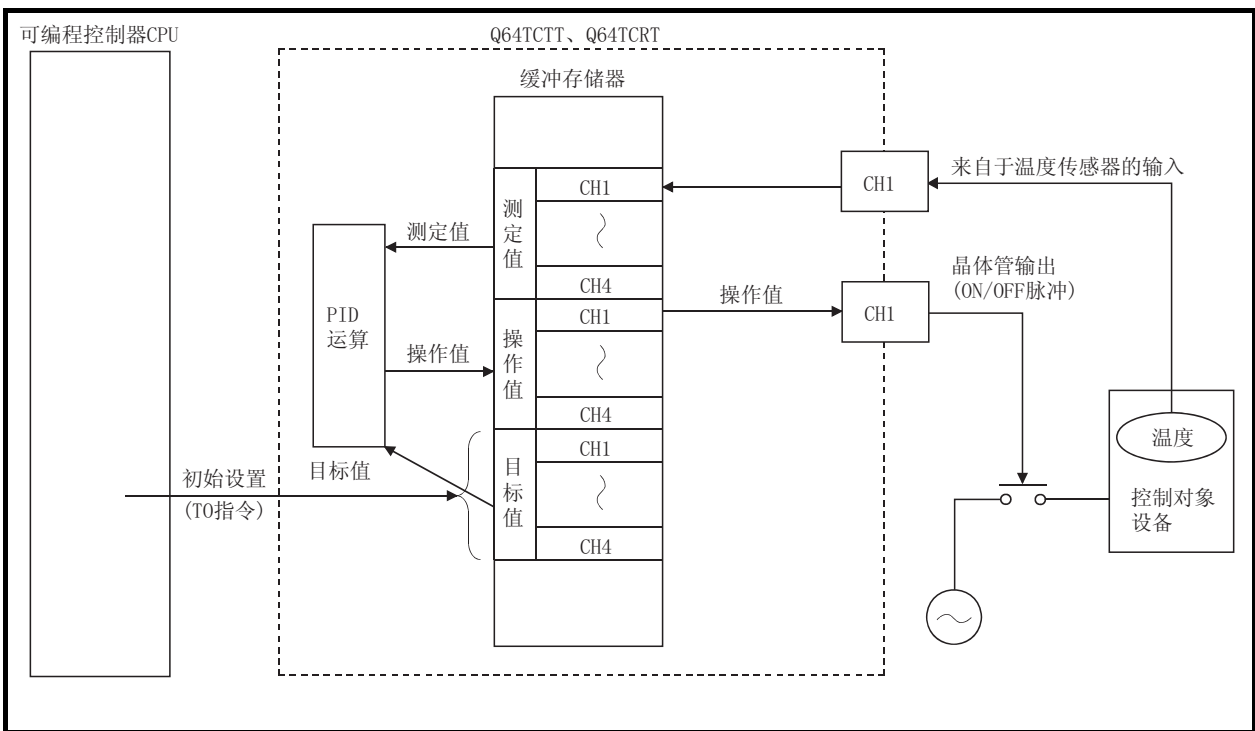 可编程控制器CPU
Q64TCTT、Q64TCRT
缓冲存储器
测定值
CH1
CH4
操作值
CH1
CH4
目标值
CH1
CH4
PID
运算
测定值
操作值
目标值
初始设置
(TO指令)
CH1
来自于温度传感器的输入
操作值
CH1
晶体管输出
(ON/OFF脉冲)
温度
控制对象
设备